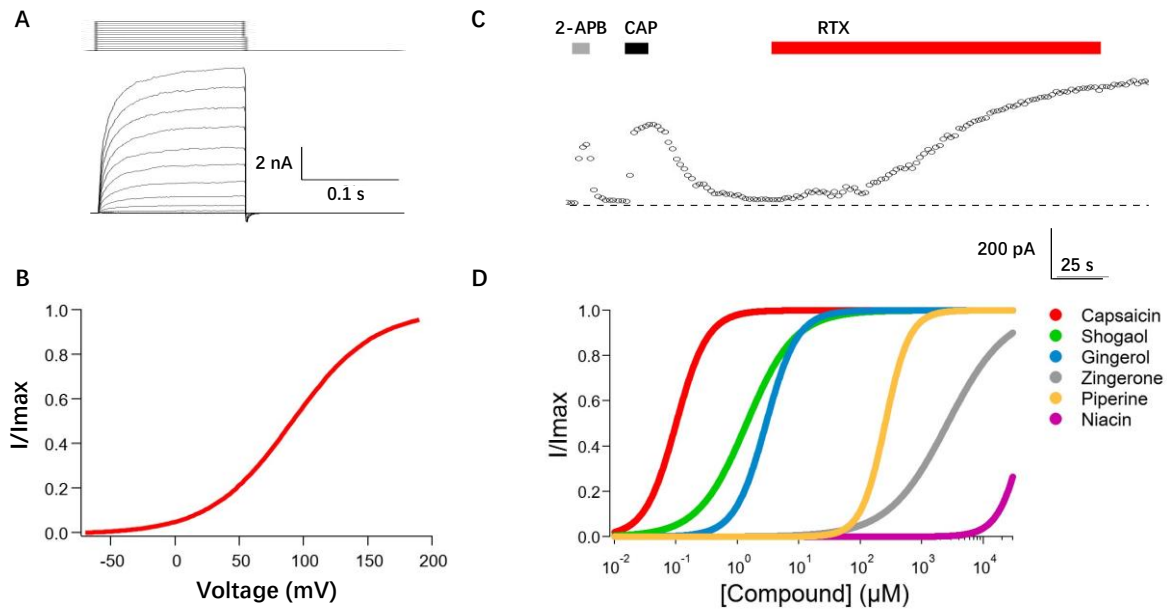 A
2 nA
0.1 s
B
1.0
0.8
0.6
0.4
0.2
0.0
I/Imax
-50
0
50
100
150
200
Voltage (mV)
C
2-APB
CAP
RTX
200 pA
25 s
D
1.0
0.8
0.6
0.4
0.2
0.0
I/Imax
10⁻²
10⁻¹
10⁰
10¹
10²
10³
10⁴
[Compound] (µM)
Capsaicin
Shogaol
Gingerol
Zingerone
Piperine
Niacin